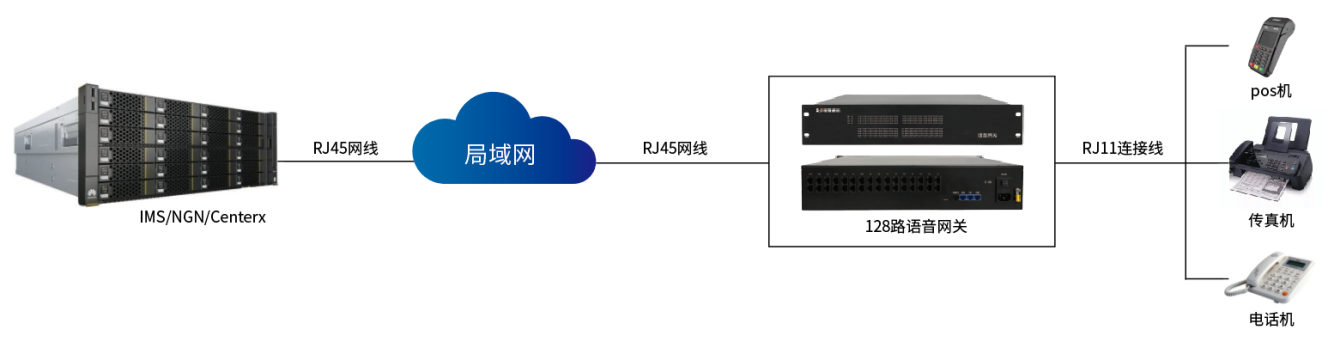 pos机
RJ45网线
局域网
RJ45网线
RJ11连接线
IMS/NGN/Centerx
128路语音网关
传真机
电话机